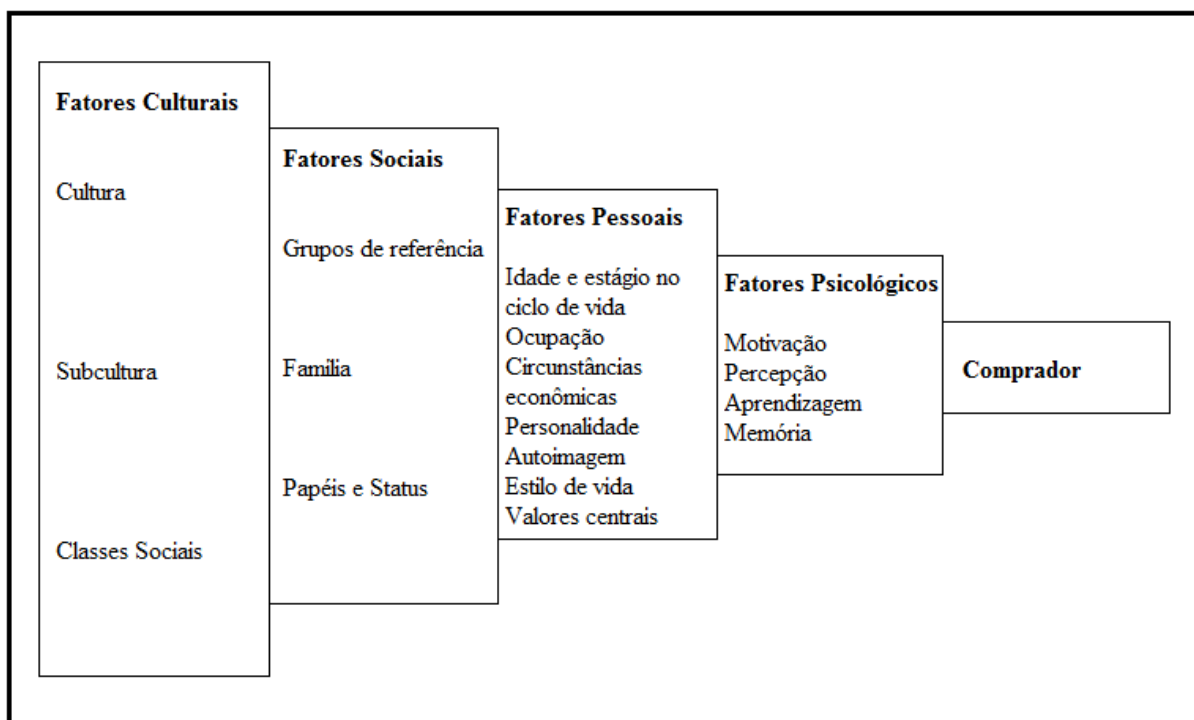 Fatores Culturais
Cultura
Subcultura
Classes Sociais
Fatores Sociais
Grupos de referência
Família
Papéis e Status
Fatores Pessoais
Idade e estágio no
ciclo de vida
Ocupação
Circunstâncias
econômicas
Personalidade
Autoimagem
Estilo de vida
Valores centrais
Fatores Psicológicos
Motivação
Percepção
Aprendizagem
Memória
Comprador